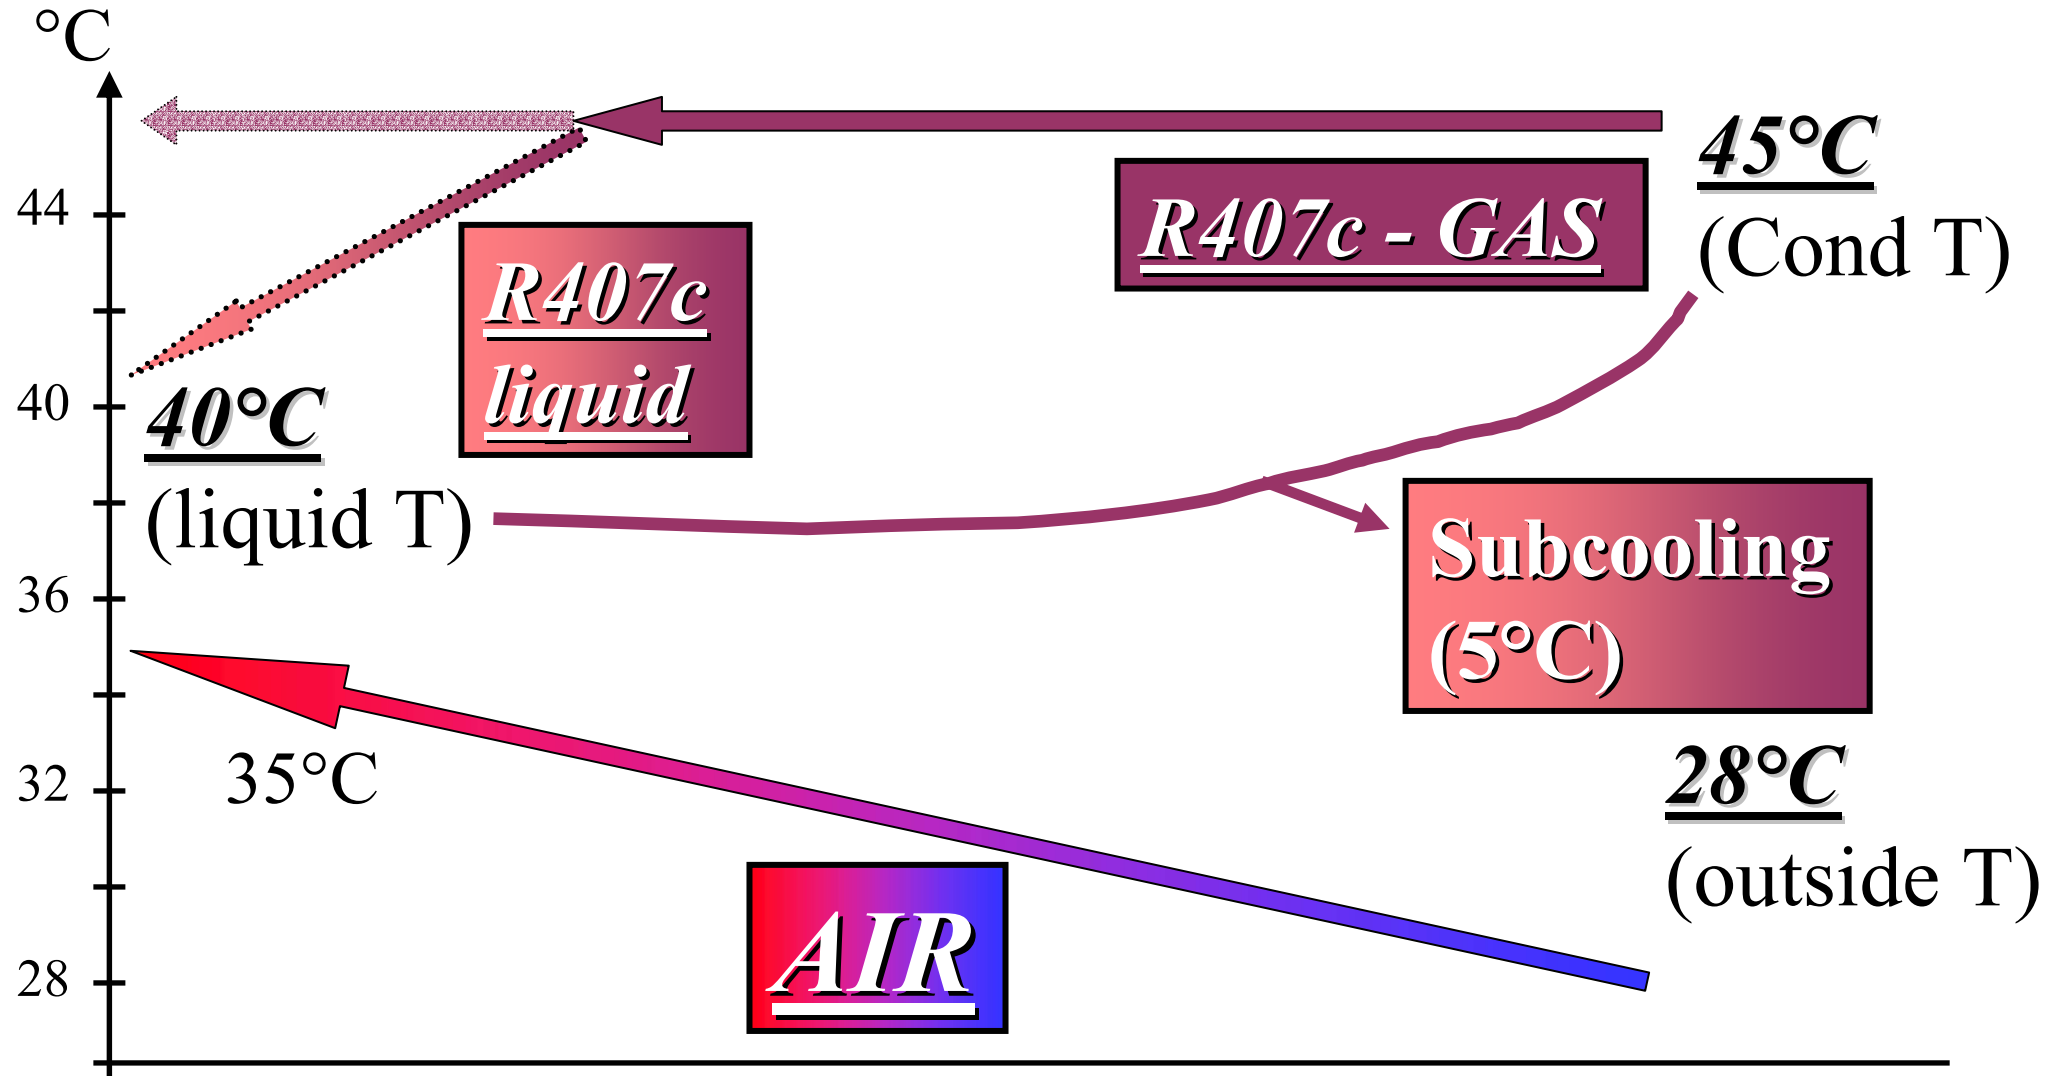 °C
45°C
(Cond T)
R407c - GAS
44
R407c
liquid
40
40°C
(liquid T)
Subcooling
(5°C)
36
35°C
32
28°C
(outside T)
AIR
28